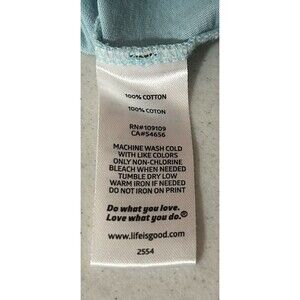 100% COTTON
100% COTTON
RN#109109
CA#54656
MACHINE WASH COLD
WITH LIKE COLORS
ONLY NON-CHLORINE
BLEACH WHEN NEEDED
TUMBLE DRY LOW
WARM IRON IF NEEDED
DO NOT IRON ON PRINT
Do what you love.
Love what you do.®
www.lifeisgood.com
2554